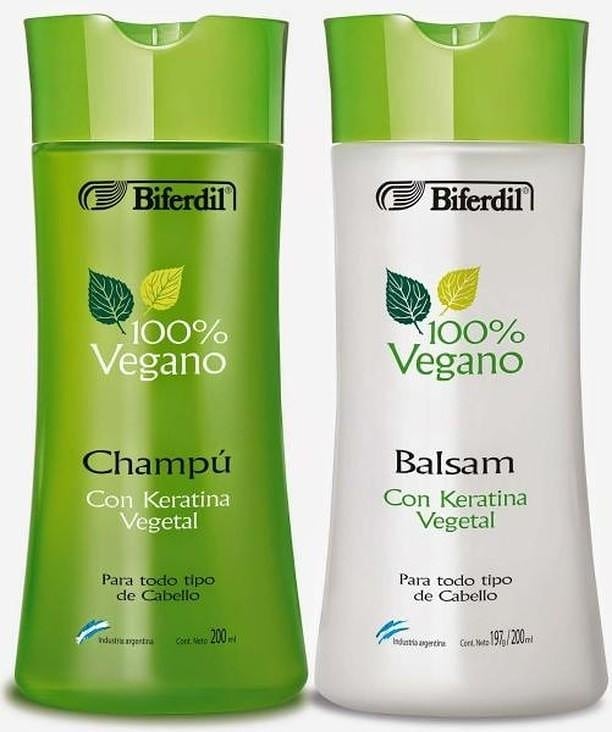 Biferdil®
100%
Vegano
Champú
Con Keratina
Vegetal
Para todo tipo
de Cabello
Industria argentina
Cont. Neto 200 ml
Biferdil®
100%
Vegano
Balsam
Con Keratina
Vegetal
Para todo tipo
de Cabello
Industria argentina
Cont. Neto 197g/200 ml